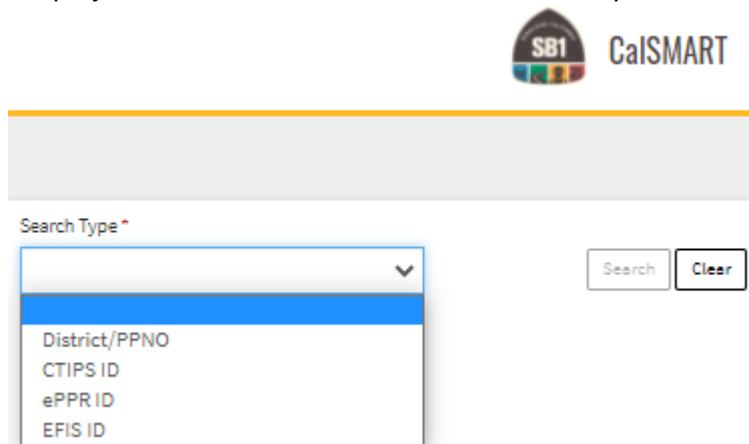 SB1
CalSMART
Search Type *
Search Clear
District/PPNO
CTIPS ID
ePPR ID
EFIS ID